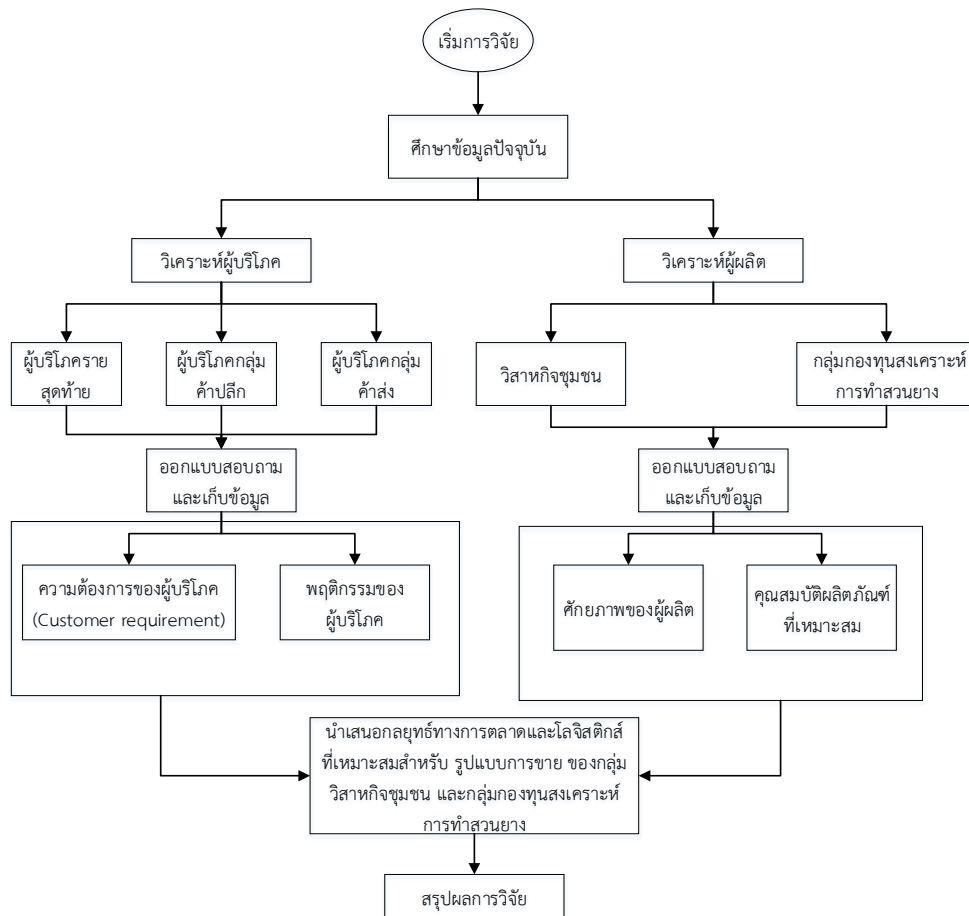 เริ่มการวิจัย
ศึกษาข้อมูลปัจจุบัน
วิเคราะห์ผู้บริโภค
วิเคราะห์ผู้ผลิต
ผู้บริโภคราย
สุดท้าย
ผู้บริโภคกลุ่ม
ค้าปลีก
ผู้บริโภคกลุ่ม
ค้าส่ง
วิสาหกิจชุมชน
กลุ่มกองทุนสงเคราะห์
การทำสวนยาง
ออกแบบสอบถาม
และเก็บข้อมูล
ออกแบบสอบถาม
และเก็บข้อมูล
ความต้องการของผู้บริโภค
(Customer requirement)
พฤติกรรมของ
ผู้บริโภค
ศักยภาพของผู้ผลิต
คุณสมบัติผลิตภัณฑ์
ที่เหมาะสม
นำเสนอกลยุทธ์ทางการตลาดและโลจิสติกส์
ที่เหมาะสมสำหรับ รูปแบบการขาย ของกลุ่ม
วิสาหกิจชุมชน และกลุ่มกองทุนสงเคราะห์
การทำสวนยาง
สรุปผลการวิจัย